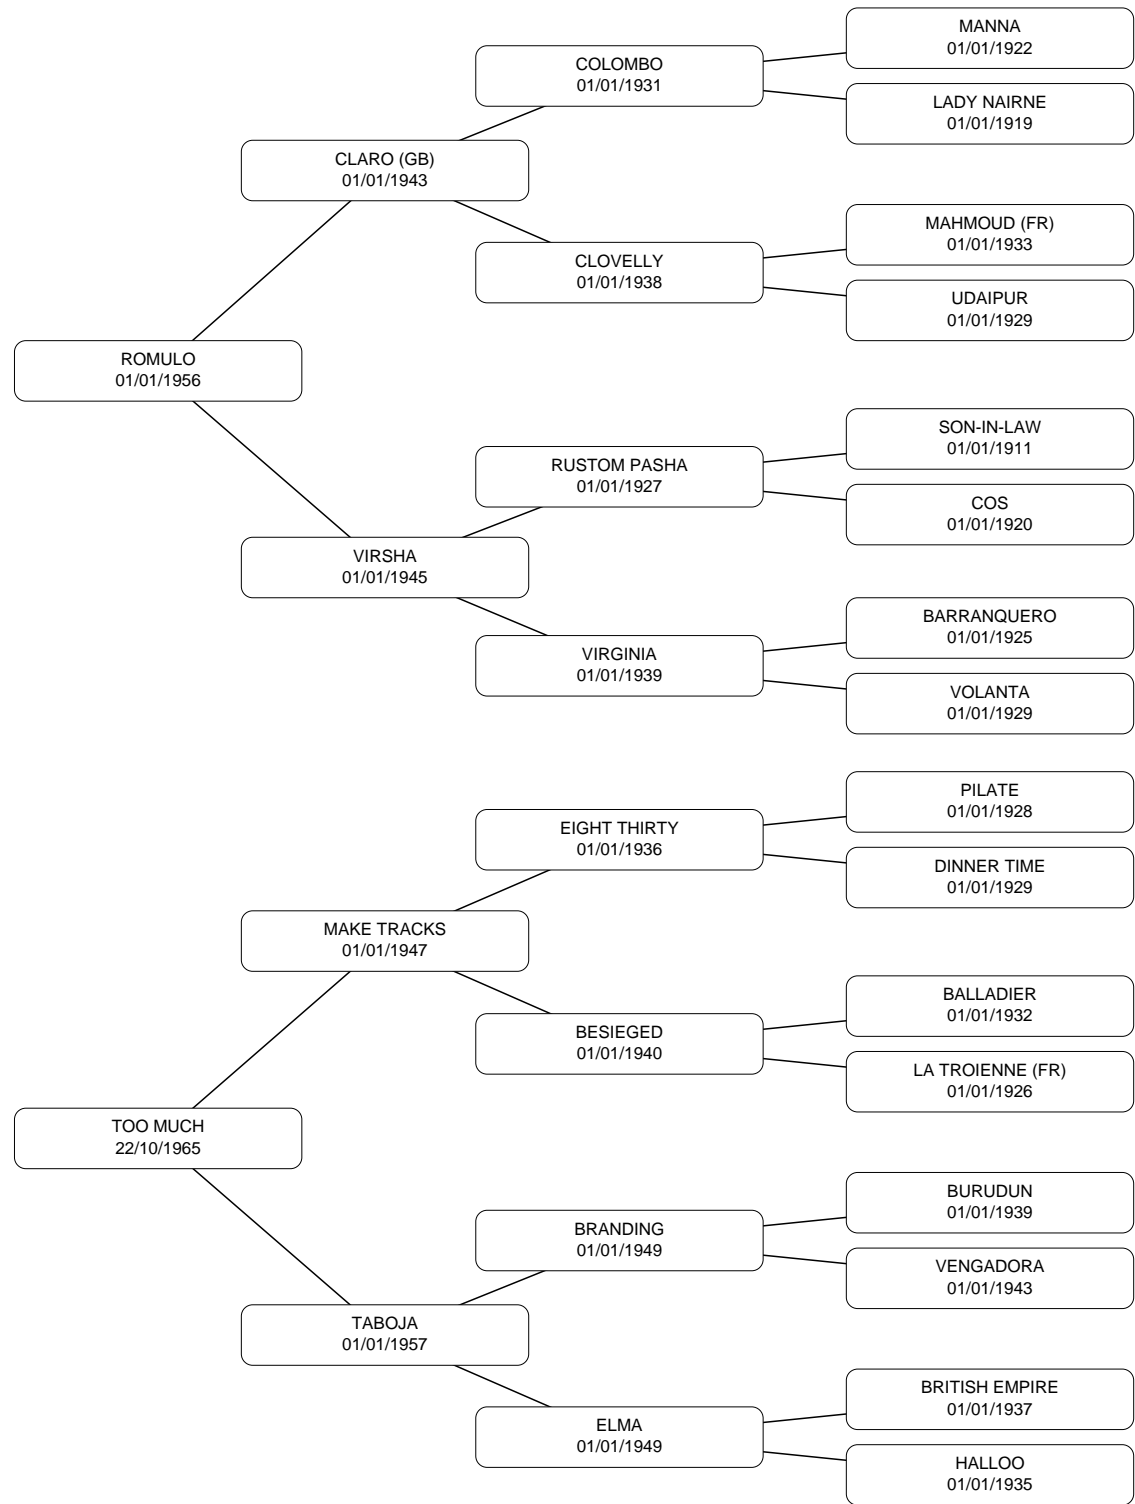 MANNA
01/01/1922
COLOMBO
01/01/1931
LADY NAIRNE
01/01/1919
CLARO (GB)
01/01/1943
MAHMOUD (FR)
01/01/1933
CLOVELLY
01/01/1938
UDAIPUR
01/01/1929
ROMULO
01/01/1956
SON-IN-LAW
01/01/1911
RUSTOM PASHA
01/01/1927
COS
01/01/1920
VIRSHA
01/01/1945
BARRANQUERO
01/01/1925
VIRGINIA
01/01/1939
VOLANTA
01/01/1929
PILATE
01/01/1928
EIGHT THIRTY
01/01/1936
DINNER TIME
01/01/1929
MAKE TRACKS
01/01/1947
BALLADIER
01/01/1932
BESIEGED
01/01/1940
LA TROIENNE (FR)
01/01/1926
TOO MUCH
22/10/1965
BURUDUN
01/01/1939
BRANDING
01/01/1949
VENGADORA
01/01/1943
TABOJA
01/01/1957
BRITISH EMPIRE
01/01/1937
ELMA
01/01/1949
HALLOO
01/01/1935